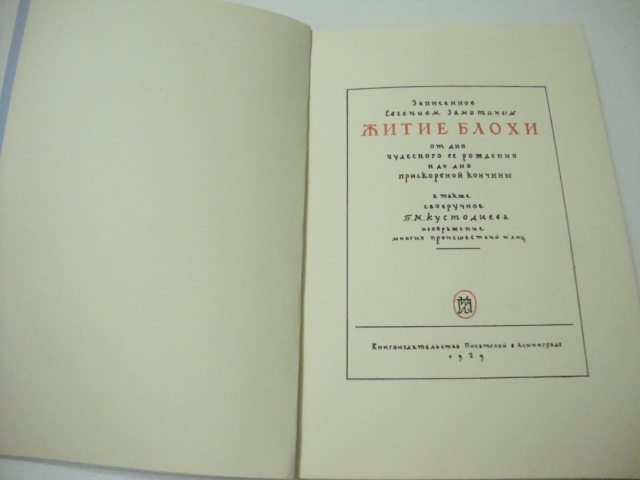 Записанное
Евгением Замятиным
ЖИТИЕ БЛОХИ
от дня
чудесного ее рождения
и до дня
прискорбной кончины
а также
своеручное
Б.М.Кустодиева
изображение
многих происшествий и лиц
Книгоиздательство Писателей в Ленинграде
1929